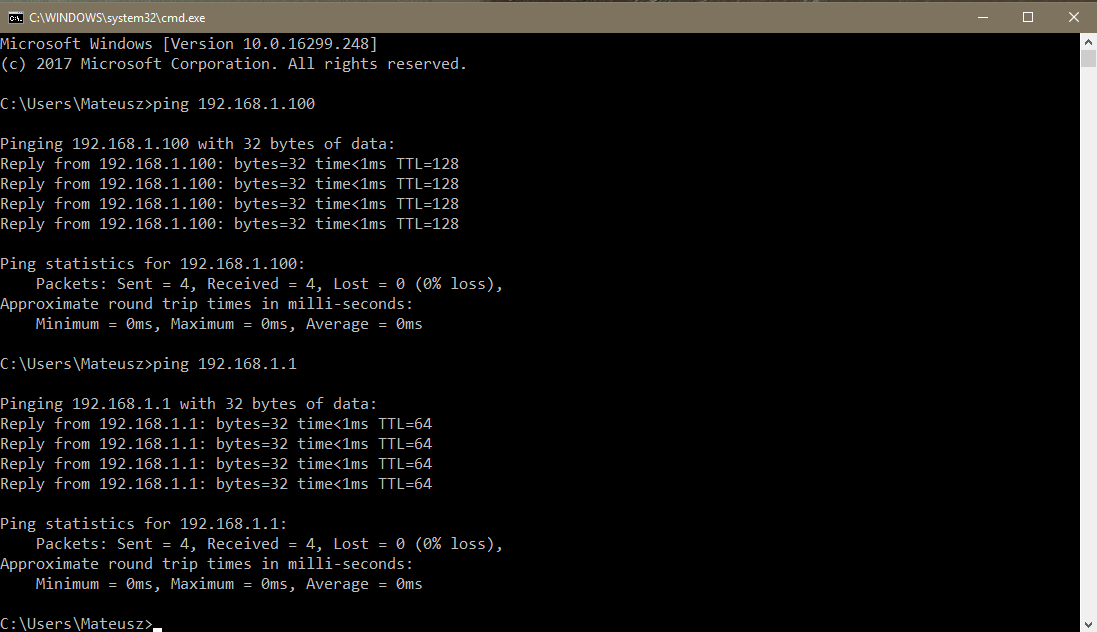 C:\WINDOWS\system32\cmd.exe
Microsoft Windows [Version 10.0.16299.248]
(c) 2017 Microsoft Corporation. All rights reserved.
C:\Users\Mateusz>ping 192.168.1.100
Pinging 192.168.1.100 with 32 bytes of data:
Reply from 192.168.1.100: bytes=32 time<1ms TTL=128
Reply from 192.168.1.100: bytes=32 time<1ms TTL=128
Reply from 192.168.1.100: bytes=32 time<1ms TTL=128
Reply from 192.168.1.100: bytes=32 time<1ms TTL=128
Ping statistics for 192.168.1.100:
    Packets: Sent = 4, Received = 4, Lost = 0 (0% loss),
Approximate round trip times in milli-seconds:
    Minimum = 0ms, Maximum = 0ms, Average = 0ms
C:\Users\Mateusz>ping 192.168.1.1
Pinging 192.168.1.1 with 32 bytes of data:
Reply from 192.168.1.1: bytes=32 time<1ms TTL=64
Reply from 192.168.1.1: bytes=32 time<1ms TTL=64
Reply from 192.168.1.1: bytes=32 time<1ms TTL=64
Reply from 192.168.1.1: bytes=32 time<1ms TTL=64
Ping statistics for 192.168.1.1:
    Packets: Sent = 4, Received = 4, Lost = 0 (0% loss),
Approximate round trip times in milli-seconds:
    Minimum = 0ms, Maximum = 0ms, Average = 0ms
C:\Users\Mateusz>